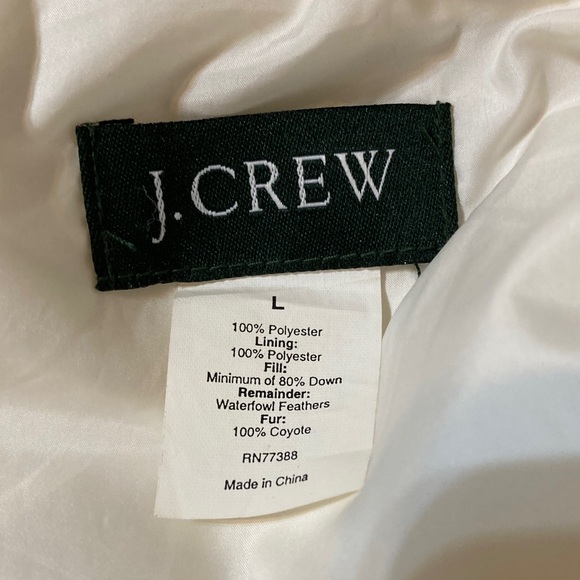 J.CREW
L
100% Polyester
Lining:
100% Polyester
Fill:
Minimum of 80% Down
Remainder:
Waterfowl Feathers
Fur:
100% Coyote
RN77388
Made in China